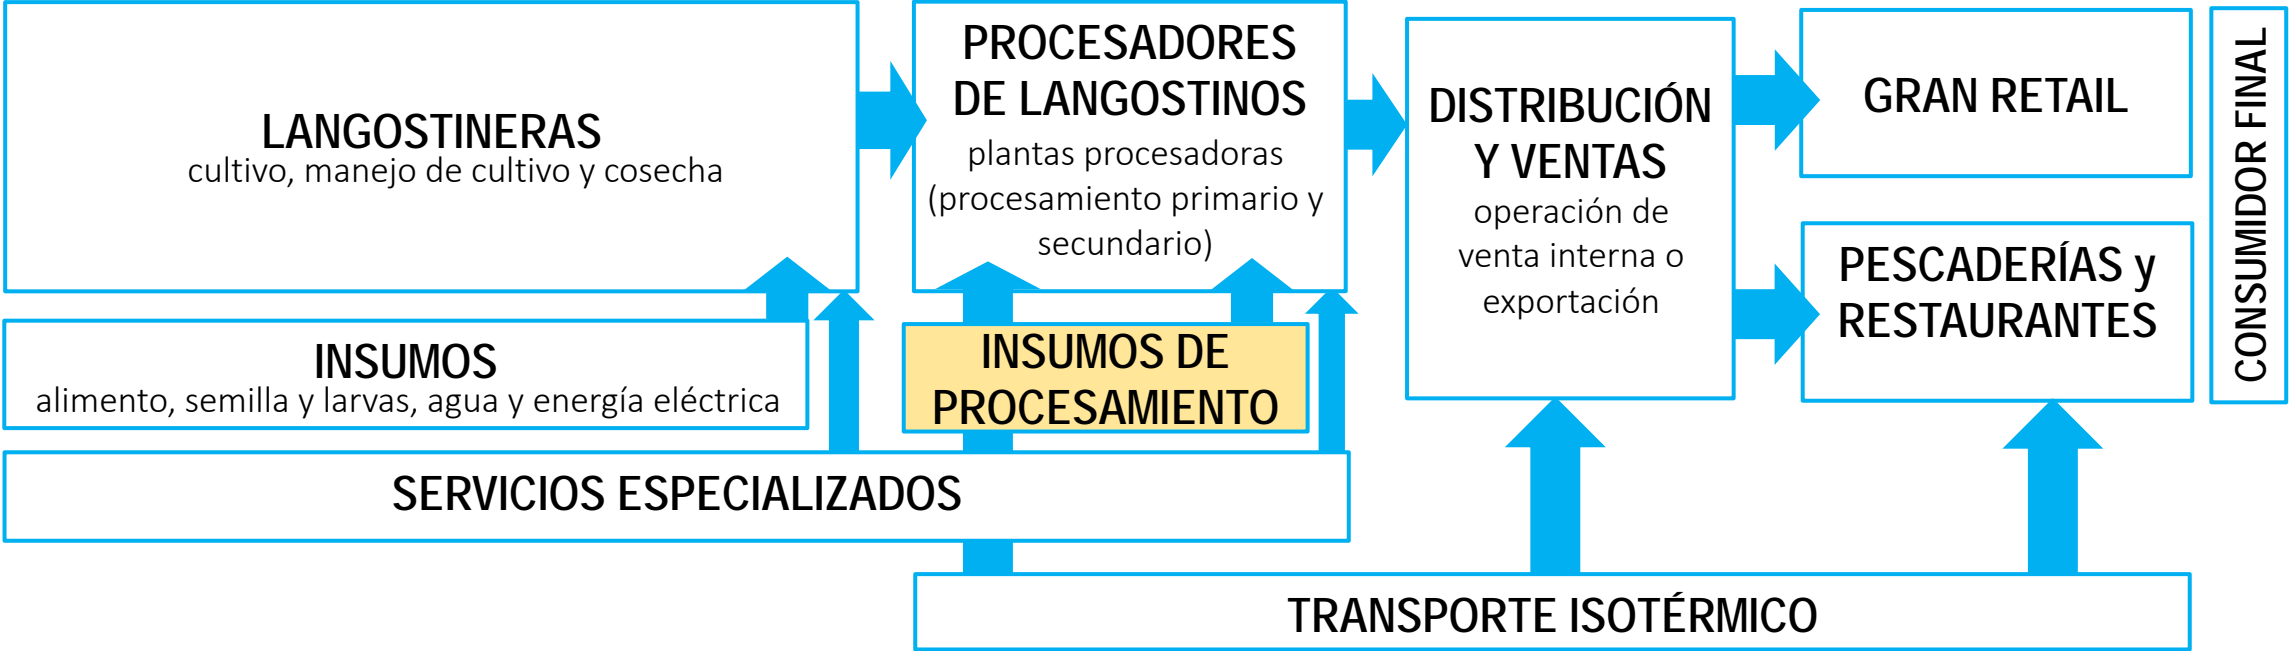 LANGOSTINERAS
cultivo, manejo de cultivo y cosecha
PROCESADORES
DE LANGOSTINOS
plantas procesadoras
(procesamiento primario y
secundario)
DISTRIBUCIÓN
Y VENTAS
operación de
venta interna o
exportación
GRAN RETAIL
PESCADERÍAS y
RESTAURANTES
CONSUMIDOR FINAL
INSUMOS
alimento, semilla y larvas, agua y energía eléctrica
INSUMOS DE
PROCESAMIENTO
SERVICIOS ESPECIALIZADOS
TRANSPORTE ISOTÉRMICO